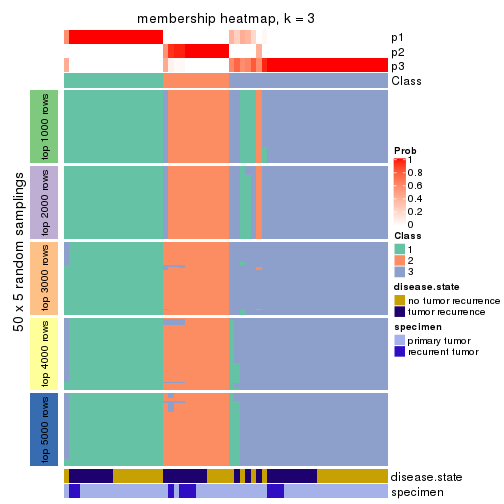 membership heatmap, k = 3
p1
p2
p3
Class
50 x 5 random samplings
top 1000 rows
top 2000 rows
top 3000 rows
top 4000 rows
top 5000 rows
disease.state
specimen
Prob
1
0.8
0.6
0.4
0.2
0
Class
1
2
3
disease.state
no tumor recurrence
tumor recurrence
specimen
primary tumor
recurrent tumor